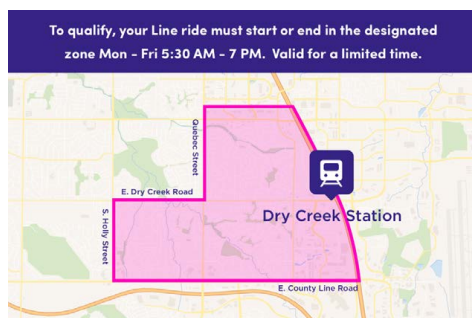 To qualify, your Line ride must start or end in the designated
zone Mon - Fri 5:30 AM - 7 PM. Valid for a limited time.
Quebec Street
E. Dry Creek Road
Dry Creek Station
S. Holly Street
E. County Line Road